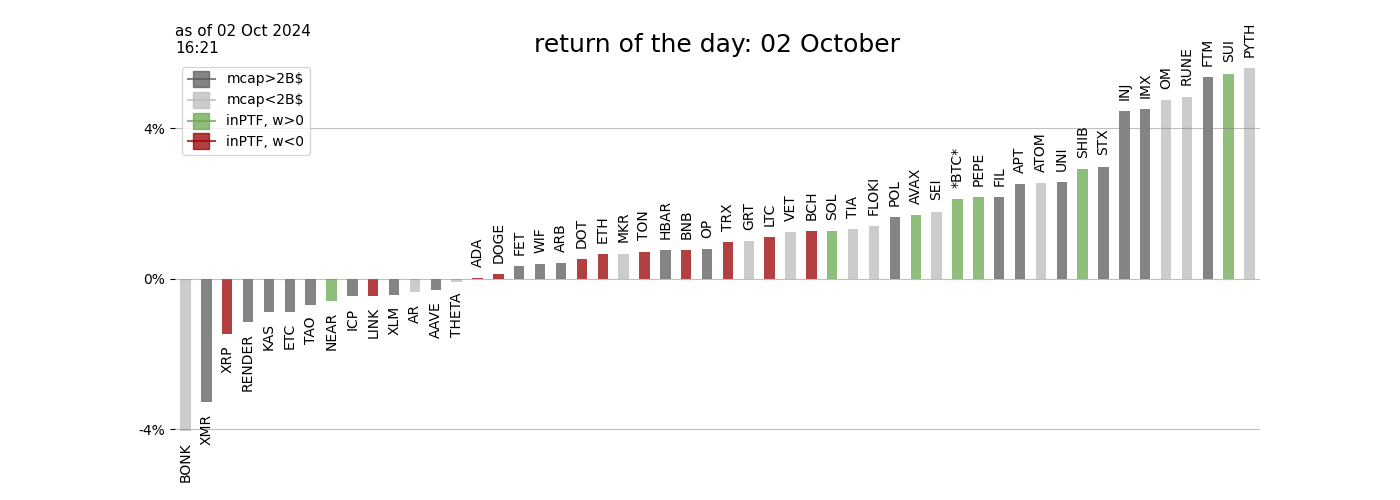 as of 02 Oct 2024
16:21
return of the day: 02 October
mcap>2B$
mcap<2B$
inPTF, w>0
inPTF, w<0
4%
0%
-4%
BONK
XMR
XRP
RENDER
KAS
ETC
TAO
NEAR
ICP
LINK
XLM
AR
AAVE
THETA
ADA
DOGE
FET
WIF
ARB
DOT
ETH
MKR
TON
HBAR
BNB
OP
TRX
GRT
LTC
VET
BCH
SOL
TIA
FLOKI
POL
AVAX
SEI
*BTC*
PEPE
FIL
APT
ATOM
UNI
SHIB
STX
INJ
IMX
OM
RUNE
FTM
SUI
PYTH